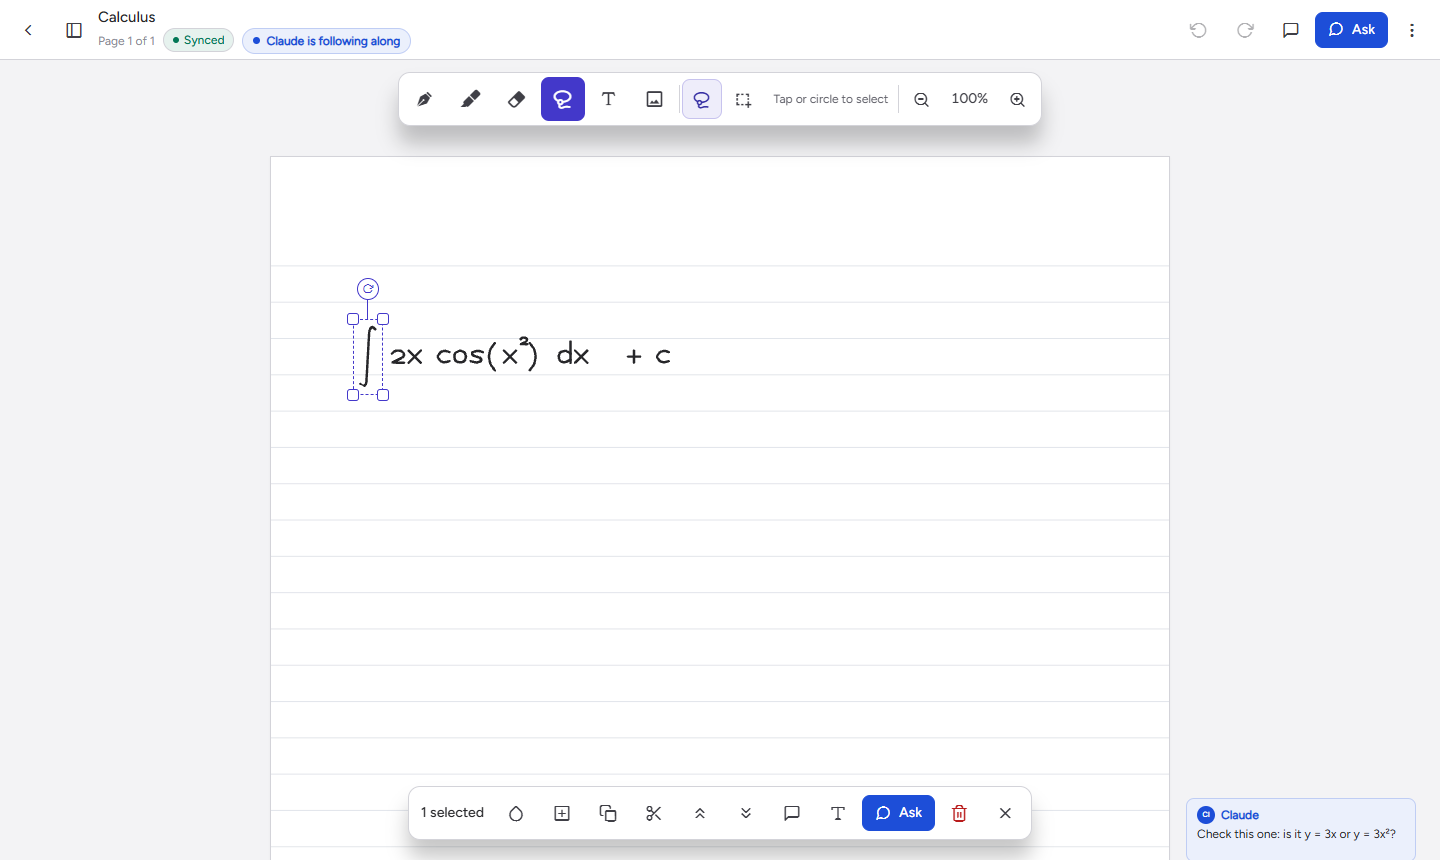 Calculus
Page 1 of 1 Synced Claude is following along
Ask
T Tap or circle to select 100%
∫ 2x cos(x²) dx + c
1 selected T Ask
Cl Claude
Check this one: is it y = 3x or y = 3x²?